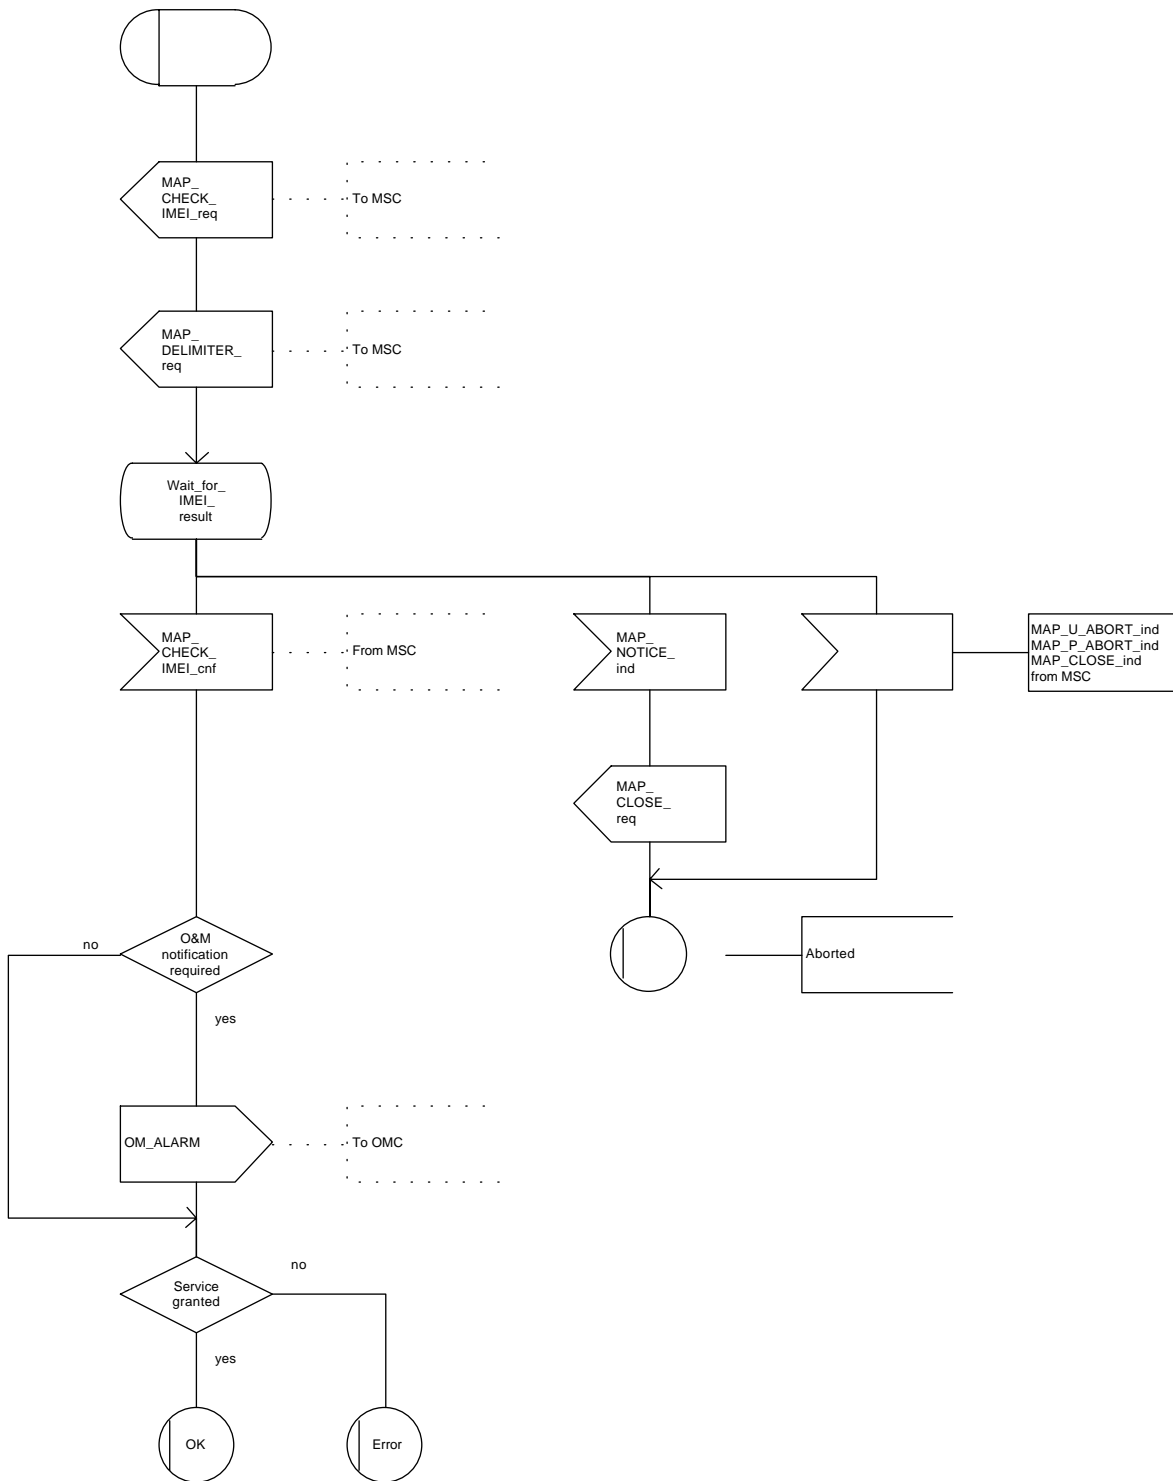 MAP_
CHECK_
IMEI_req
To MSC
MAP_
DELIMITER_
req
To MSC
Wait_for_
IMEI_
result
MAP_
CHECK_
IMEI_cnf
From MSC
MAP_
NOTICE_
ind
MAP_U_ABORT_ind
MAP_P_ABORT_ind
MAP_CLOSE_ind
from MSC
MAP_
CLOSE_
req
no
O&M
notification
required
Aborted
yes
OM_ALARM
To OMC
no
Service
granted
yes
OK
Error